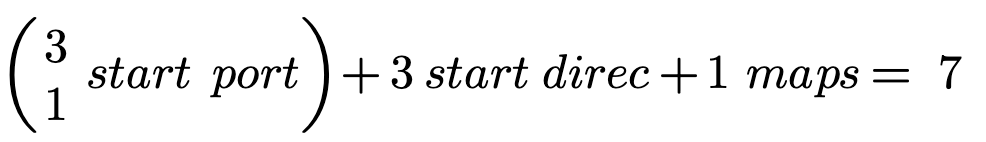 (3 1 start port) + 3 start direc + 1 maps = 7